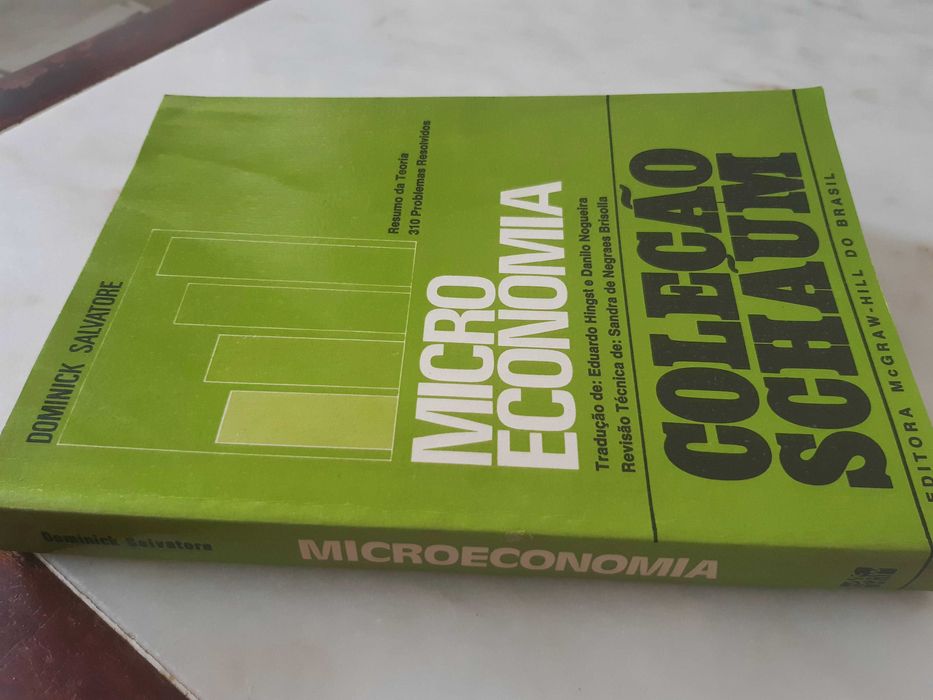 DOMINICK SALVATORE
Resumo da Teoria
310 Problemas Resolvidos
MICRO
ECONOMIA
Tradução de: Eduardo Hingst e Danilo Nogueira
Revisão Técnica de: Sandra de Negraes Brisolla
COLEÇÃO
SCHAUM
EDITORA McGRAW-HILL DO BRASIL
Dominick Salvatore
MICROECONOMIA